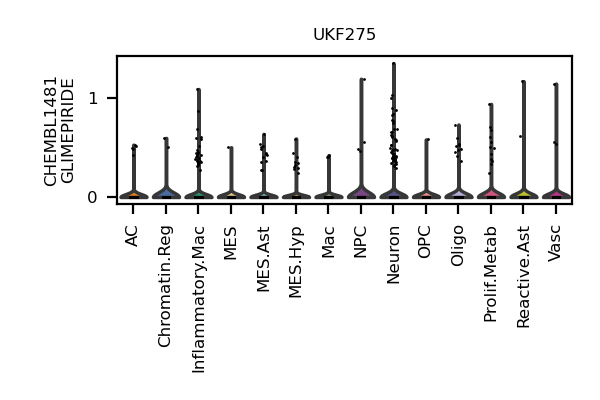 UKF275
CHEMBL1481
GLIMEPIRIDE
1
0
AC
Chromatin.Reg
Inflammatory.Mac
MES
MES.Ast
MES.Hyp
Mac
NPC
Neuron
OPC
Oligo
Prolif.Metab
Reactive.Ast
Vasc